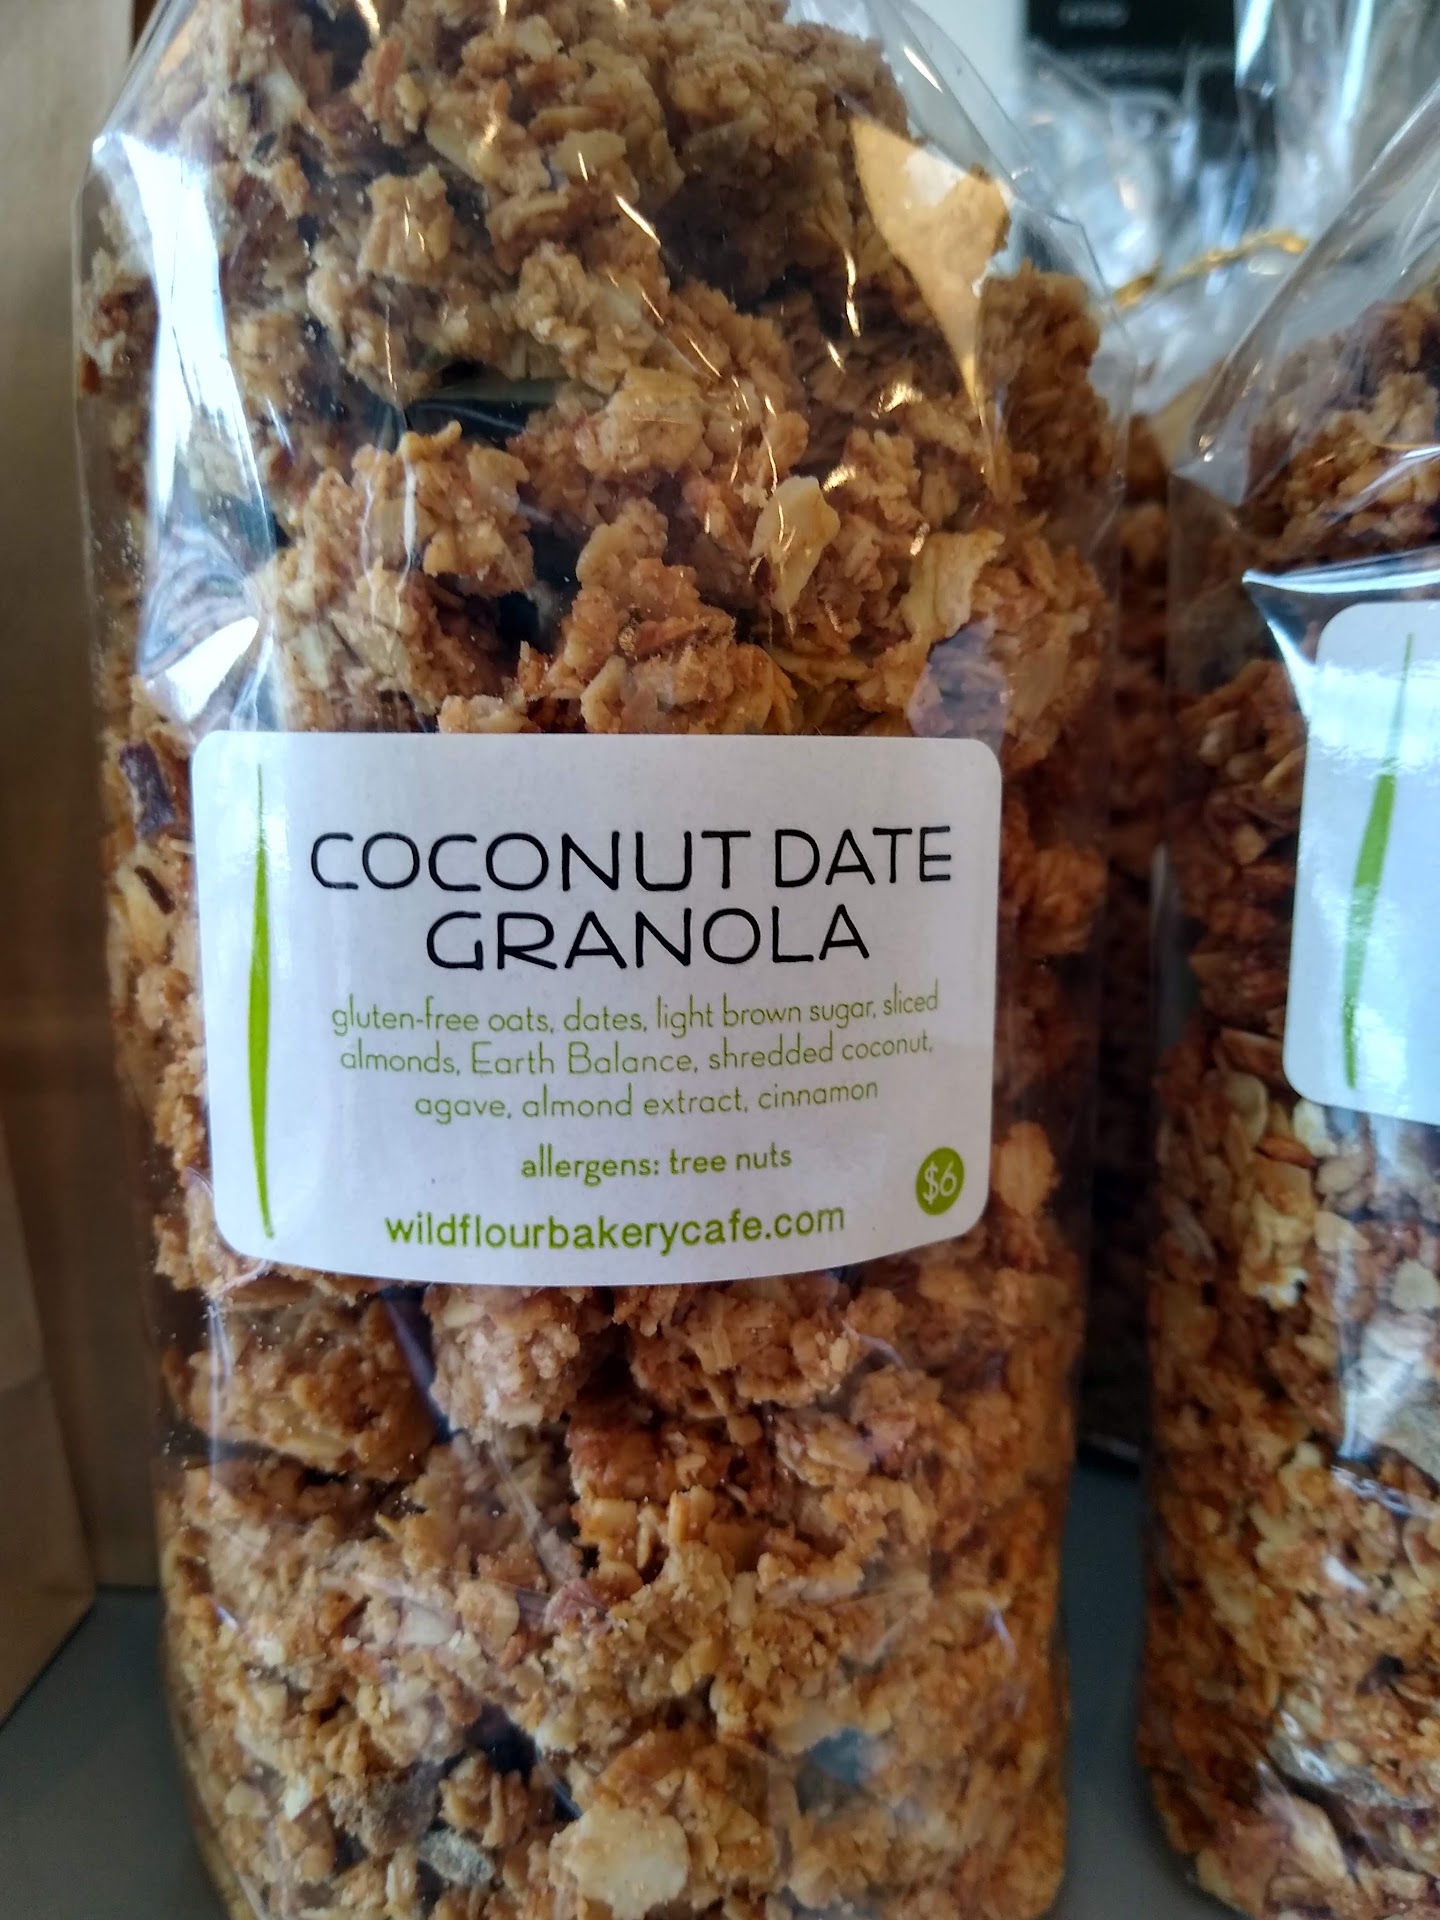 COCONUT DATE
GRANOLA
gluten-free oats, dates, light brown sugar, sliced
almonds, Earth Balance, shredded coconut,
agave, almond extract, cinnamon
allergens: tree nuts
$6
wildflourbakerycafe.com